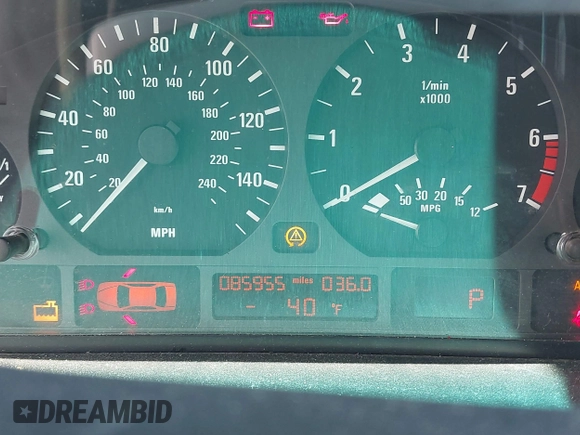 20 40 60 80 100 120 140
20 40 60 80 100 120 140 160 180 200 220 240
km/h
MPH
0 1 2 3 4 5 6 7
1/min
x1000
50 30 20 15 12
MPG
085955 miles 036.0
- 40 °F
P
DREAMBID